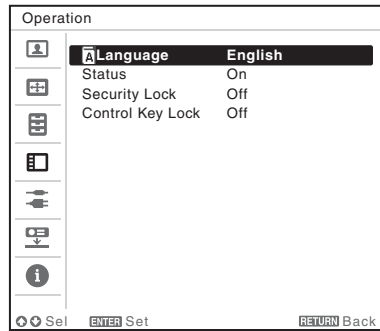 Operation
A Language English
Status On
Security Lock Off
Control Key Lock Off
Sel ENTER Set RETURN Back